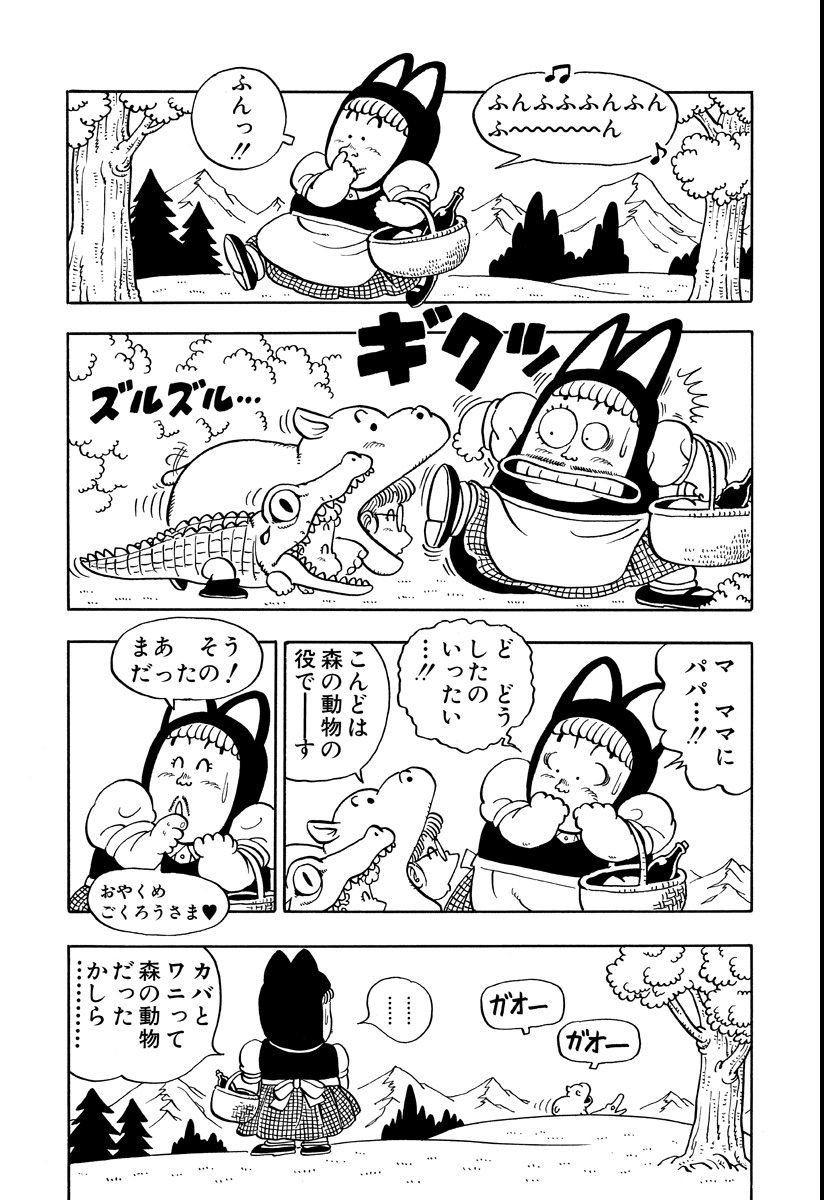 ふんふふふんふん
ふ〜〜〜〜〜〜ん
ふんっ!!
ギクッ
ズルズル…
マ ママに
パパ…!!
ど どう
したの
いったい
…!!
こんどは
森の動物の
役で──す
まあ そう
だったの!
おやくめ
ごくろうさま♥
ガオー
ガオー
……
カバと
ワニって
森の動物
だった
かしら
…………